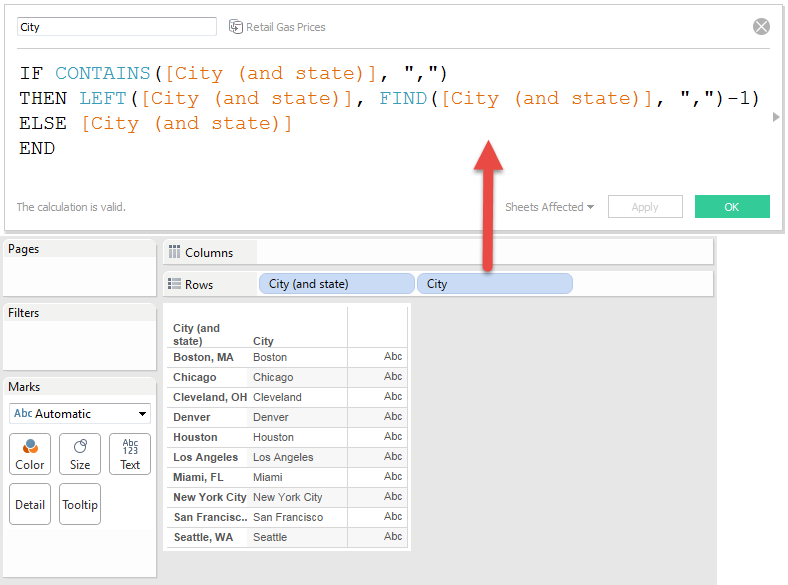 City
Retail Gas Prices
IF CONTAINS([City (and state)], ",")
THEN LEFT([City (and state)], FIND([City (and state)], ",")-1)
ELSE [City (and state)]
END
The calculation is valid.
Sheets Affected
Apply
OK
Pages
Columns
Rows
City (and state)
City
Filters
Marks
Abc Automatic
Color
Size
Abc
123
Text
Detail
Tooltip
City (and
state)
City
Boston, MA Boston Abc
Chicago Chicago Abc
Cleveland, OH Cleveland Abc
Denver Denver Abc
Houston Houston Abc
Los Angeles Los Angeles Abc
Miami, FL Miami Abc
New York City New York City Abc
San Francisc.. San Francisco Abc
Seattle, WA Seattle Abc